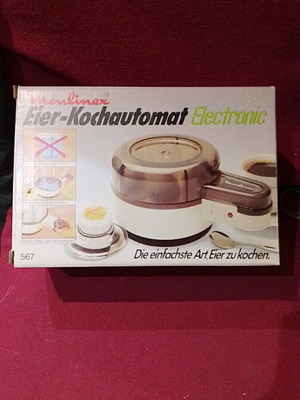 Moulinex
Eier-Kochautomat Electronic
Die einfachste Art, Eier zu kochen.
567